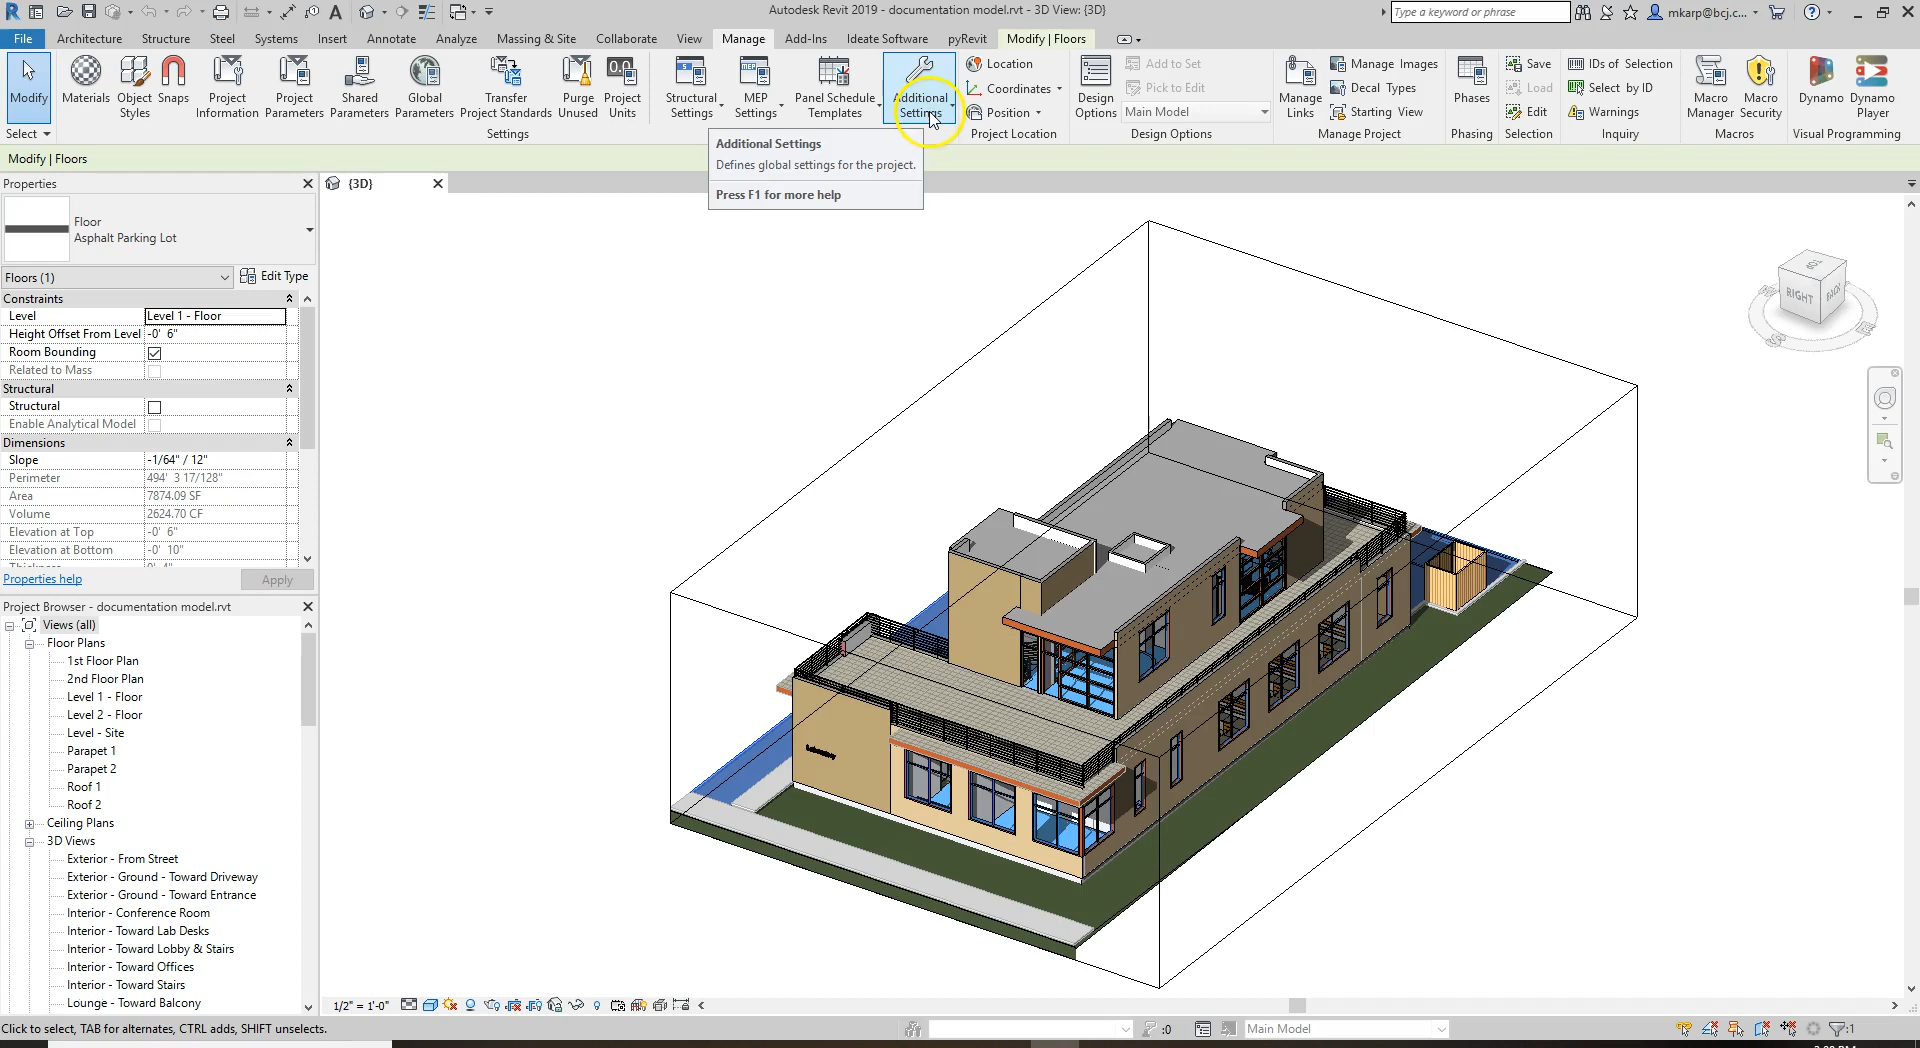 Autodesk Revit 2019 - documentation model.rvt - 3D View: {3D}
Type a keyword or phrase
mkarp@bcj.c...
File Architecture Structure Steel Systems Insert Annotate Analyze Massing & Site Collaborate View Manage Add-Ins Ideate Software pyRevit Modify | Floors
Modify
Select
Materials
Object Styles
Snaps
Project Information
Project Parameters
Shared Parameters
Global Parameters
Transfer Project Standards
Purge Unused
Project Units
Settings
Structural Settings
MEP Settings
Panel Schedule Templates
Additional Settings
Location
Coordinates
Position
Project Location
Design Options
Add to Set
Pick to Edit
Main Model
Design Options
Manage Links
Manage Images
Decal Types
Starting View
Manage Project
Phases
Phasing
Save
Load
Edit
Selection
IDs of Selection
Select by ID
Warnings
Inquiry
Macro Manager
Macro Security
Macros
Dynamo
Dynamo Player
Visual Programming
Modify | Floors
Additional Settings
Defines global settings for the project.
Press F1 for more help
Properties
Floor
Asphalt Parking Lot
Floors (1)
Edit Type
Constraints
Level Level 1 - Floor
Height Offset From Level -0' 6"
Room Bounding
Related to Mass
Structural
Structural
Enable Analytical Model
Dimensions
Slope -1/64" / 12"
Perimeter 494' 3 17/128"
Area 7874.09 SF
Volume 2624.70 CF
Elevation at Top -0' 6"
Elevation at Bottom -0' 10"
Thickness 0' 4"
Properties help
Apply
{3D}
TOP
RIGHT
BACK
Project Browser - documentation model.rvt
Views (all)
Floor Plans
1st Floor Plan
2nd Floor Plan
Level 1 - Floor
Level 2 - Floor
Level - Site
Parapet 1
Parapet 2
Roof 1
Roof 2
Ceiling Plans
3D Views
Exterior - From Street
Exterior - Ground - Toward Driveway
Exterior - Ground - Toward Entrance
Interior - Conference Room
Interior - Toward Lab Desks
Interior - Toward Lobby & Stairs
Interior - Toward Offices
Interior - Toward Stairs
Lounge - Toward Balcony
Laboratory
1/2" = 1'-0"
Click to select, TAB for alternates, CTRL adds, SHIFT unselects.
:0
Main Model
:1